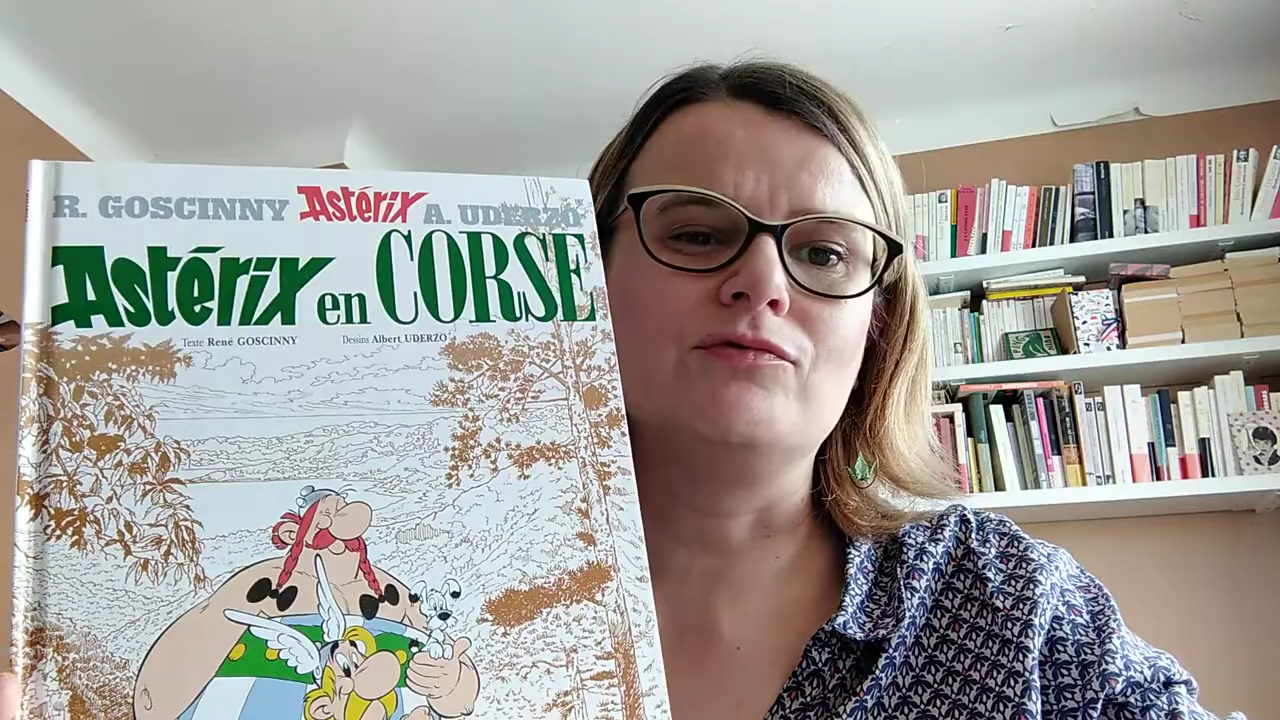 R. GOSCINNY Astérix A. UDERZO
Astérix en CORSE
Texte René GOSCINNY Dessins Albert UDERZO